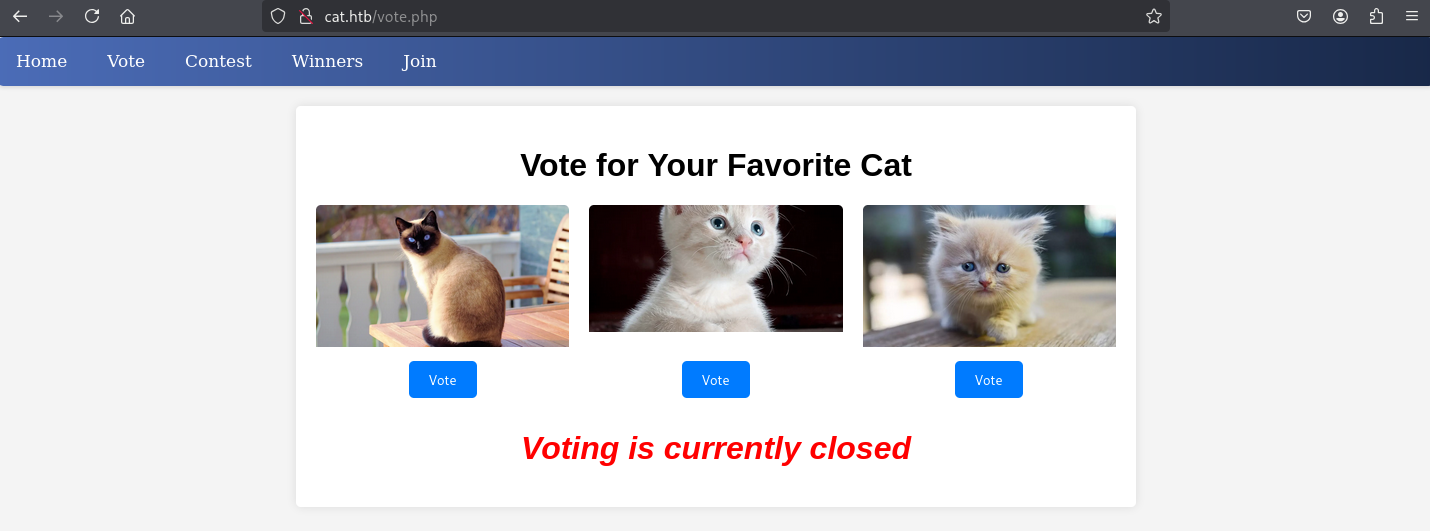 cat.htb/vote.php
Home Vote Contest Winners Join
Vote for Your Favorite Cat
Vote Vote Vote
Voting is currently closed